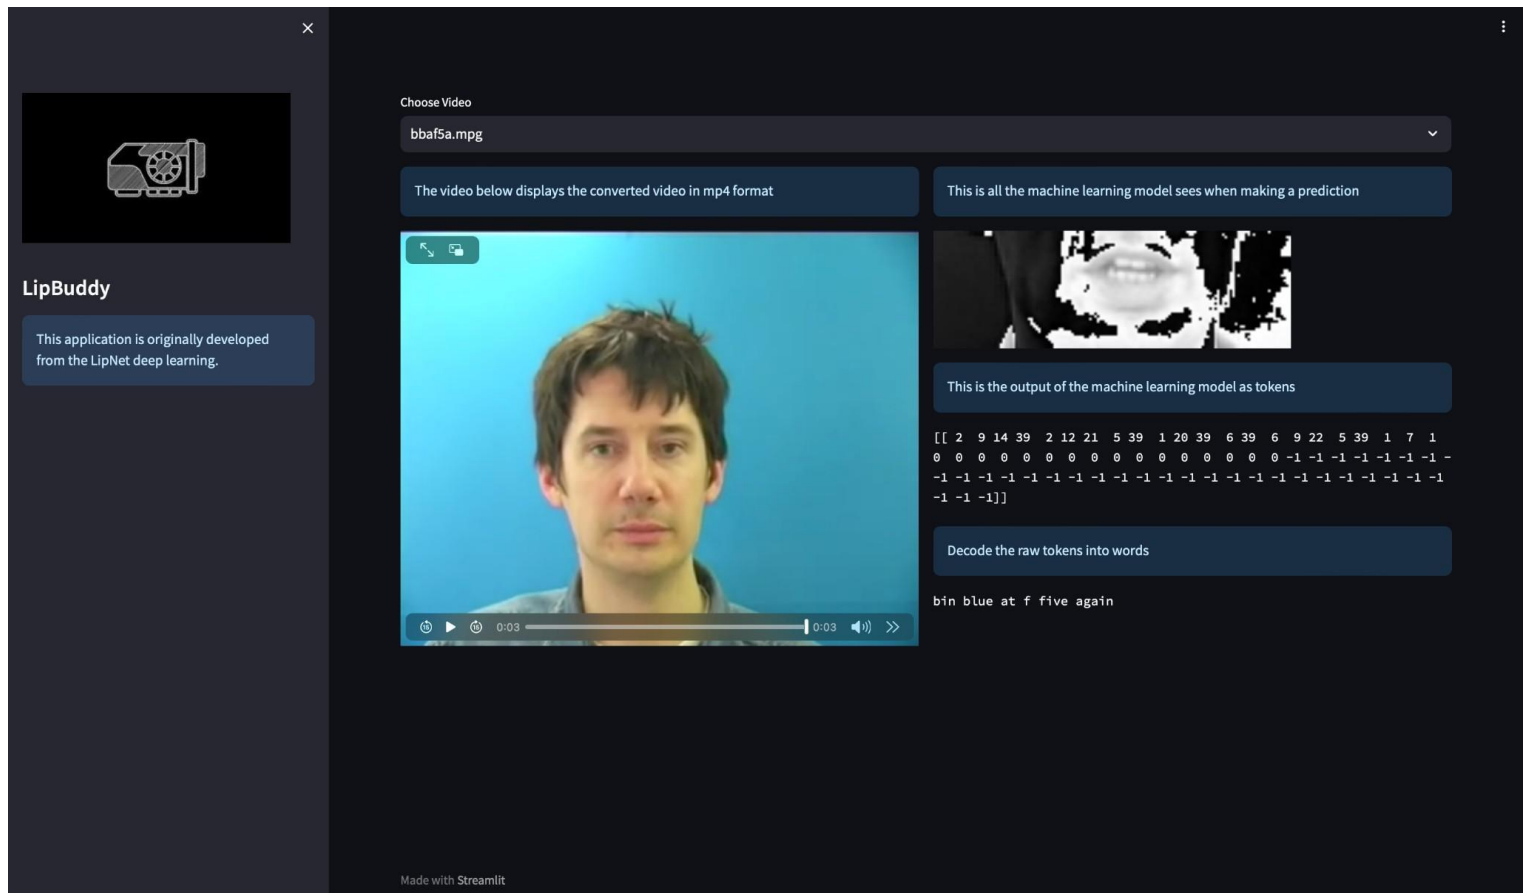 LipBuddy
This application is originally developed
from the LipNet deep learning.
Choose Video
bbaf5a.mpg
The video below displays the converted video in mp4 format
15
15
0:03
0:03
This is all the machine learning model sees when making a prediction
This is the output of the machine learning model as tokens
[[ 2 9 14 39 2 12 21 5 39 1 20 39 6 39 6 9 22 5 39 1 7 1
0 0 0 0 0 0 0 0 0 0 0 0 0 0 0 0 -1 -1 -1 -1 -1 -1 -1 -
-1 -1 -1 -1 -1 -1 -1 -1 -1 -1 -1 -1 -1 -1 -1 -1 -1 -1 -1 -1 -1 -1 -1
-1 -1 -1]]
Decode the raw tokens into words
bin blue at f five again
Made with Streamlit